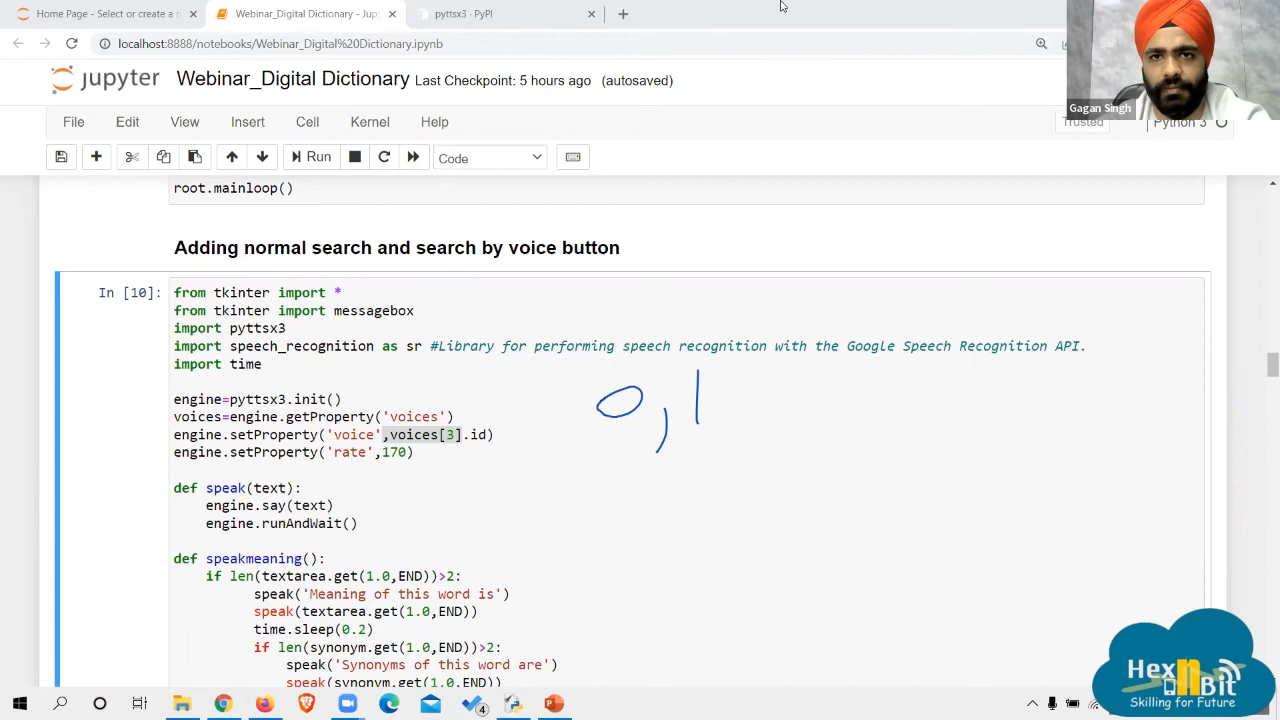 Home Page - Select or create a n
Webinar_Digital Dictionary - Jup
pyttsx3 · PyPI
localhost:8888/notebooks/Webinar_Digital%20Dictionary.ipynb
jupyter Webinar_Digital Dictionary Last Checkpoint: 5 hours ago (autosaved)
Gagan Singh
File Edit View Insert Cell Kernel Help
Trusted Python 3
Run Code
root.mainloop()
Adding normal search and search by voice button
In [10]:
from tkinter import *
from tkinter import messagebox
import pyttsx3
import speech_recognition as sr #Library for performing speech recognition with the Google Speech Recognition API.
import time
0, 1
engine=pyttsx3.init()
voices=engine.getProperty('voices')
engine.setProperty('voice',voices[3].id)
engine.setProperty('rate',170)
def speak(text):
engine.say(text)
engine.runAndWait()
def speakmeaning():
if len(textarea.get(1.0,END))>2:
speak('Meaning of this word is')
speak(textarea.get(1.0,END))
time.sleep(0.2)
if len(synonym.get(1.0,END))>2:
speak('Synonyms of this word are')
speak(synonym.get(1.0,END))
Hex n Bit
Skilling for Future
4